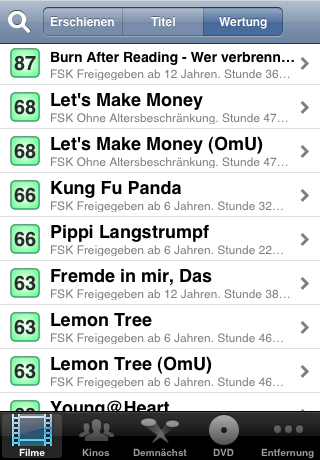 Erschienen Titel Wertung
87 Burn After Reading - Wer verbrenn...
FSK Freigegeben ab 12 Jahren. Stunde 36...
68 Let's Make Money
FSK Ohne Altersbeschränkung. Stunde 47...
68 Let's Make Money (OmU)
FSK Ohne Altersbeschränkung. Stunde 47...
66 Kung Fu Panda
FSK Freigegeben ab 6 Jahren. Stunde 32...
66 Pippi Langstrumpf
FSK Freigegeben ab 6 Jahren. Stunde 22...
63 Fremde in mir, Das
FSK Freigegeben ab 12 Jahren. Stunde 38...
63 Lemon Tree
FSK Freigegeben ab 6 Jahren. Stunde 46...
63 Lemon Tree (OmU)
FSK Freigegeben ab 6 Jahren. Stunde 46...
Young@Heart
Filme Kinos Demnächst DVD Entfernung